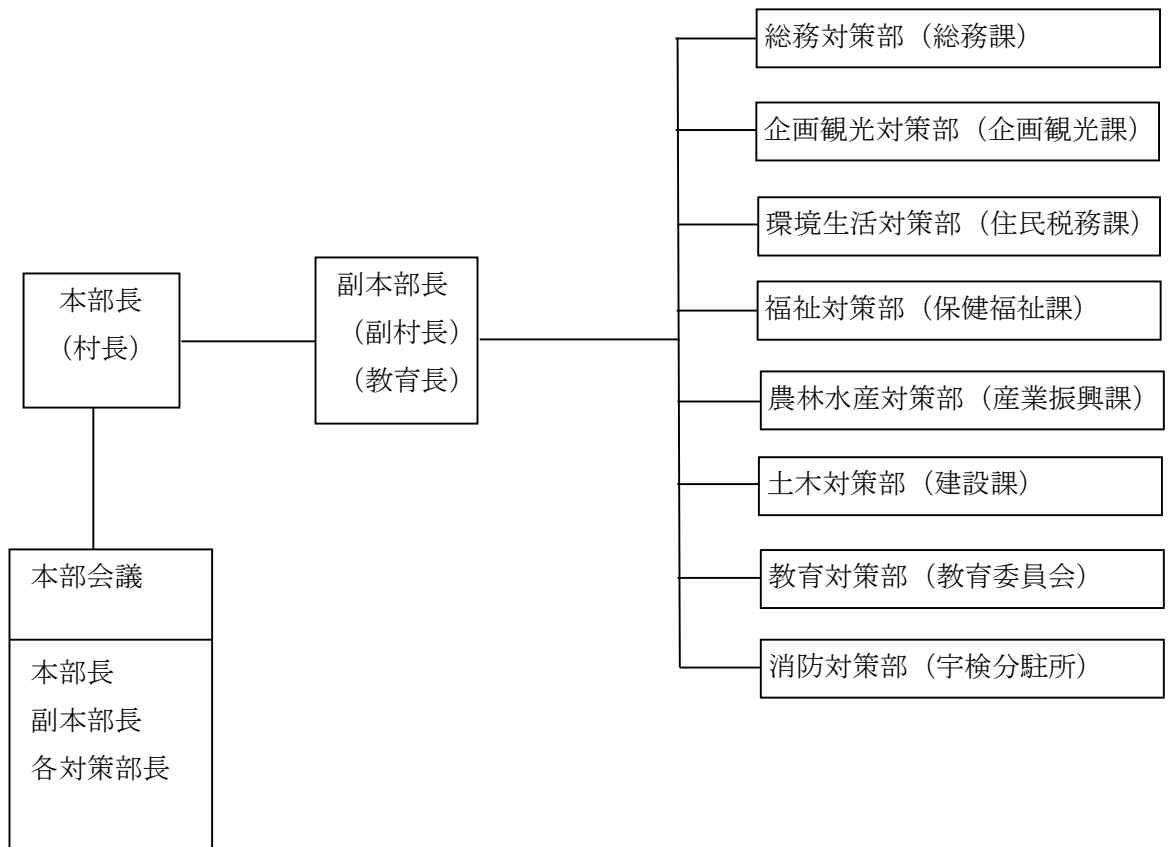 総務対策部（総務課）
企画観光対策部（企画観光課）
環境生活対策部（住民税務課）
福祉対策部（保健福祉課）
農林水産対策部（産業振興課）
土木対策部（建設課）
教育対策部（教育委員会）
消防対策部（宇検分駐所）
本部長
（村長）
副本部長
（副村長）
（教育長）
本部会議
本部長
副本部長
各対策部長